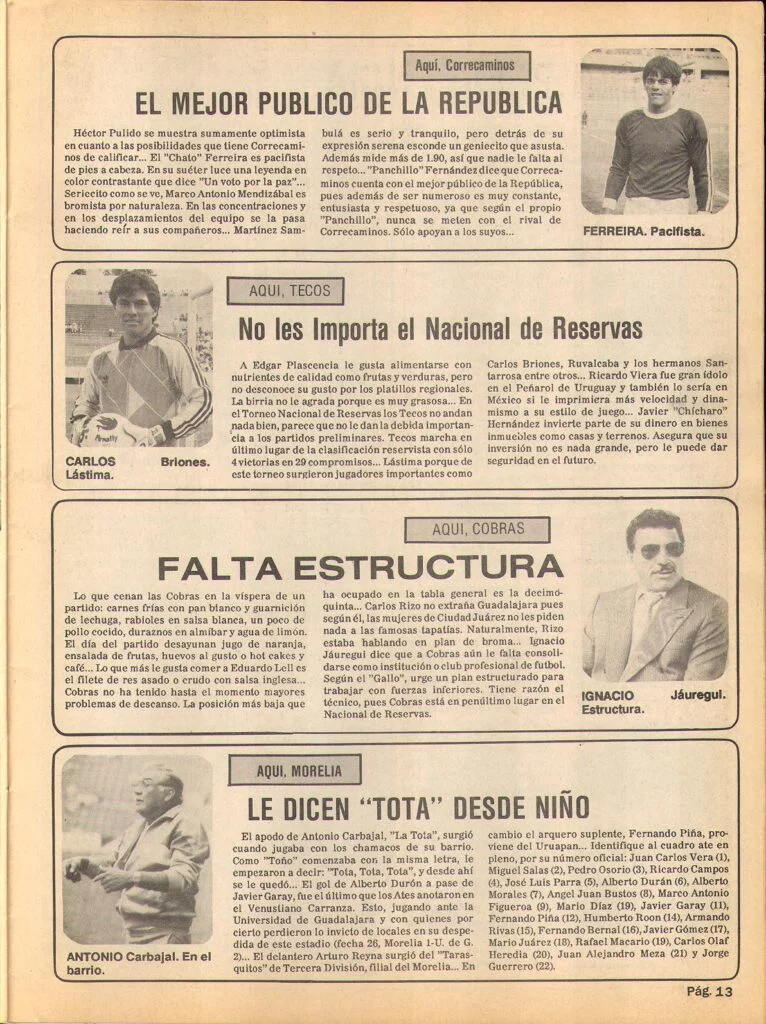 Aquí, Correcaminos
EL MEJOR PUBLICO DE LA REPUBLICA
Héctor Pulido se muestra sumamente optimista
en cuanto a las posibilidades que tiene Correcami-
nos de calificar... El "Chato" Ferreira es pacifista
de pies a cabeza. En su suéter luce una leyenda en
color contrastante que dice "Un voto por la paz"...
Seriecito como se ve, Marco Antonio Mendizábal es
bromista por naturaleza. En las concentraciones y
en los desplazamientos del equipo se la pasa
haciendo reír a sus compañeros... Martínez Sam-
bulá es serio y tranquilo, pero detrás de su
expresión serena esconde un geniecito que asusta.
Además mide más de 1.90, así que nadie le falta al
respeto... "Panchillo" Fernández dice que Correca-
minos cuenta con el mejor público de la República,
pues además de ser numeroso es muy constante,
entusiasta y respetuoso, ya que según el propio
"Panchillo", nunca se meten con el rival de
Correcaminos. Sólo apoyan a los suyos...
FERREIRA. Pacifista.
AQUI, TECOS
No les Importa el Nacional de Reservas
A Edgar Plascencia le gusta alimentarse con
nutrientes de calidad como frutas y verduras, pero
no desconoce su gusto por los platillos regionales.
La birria no le agrada porque es muy grasosa... En
el Torneo Nacional de Reservas los Tecos no andan
nada bien, parece que no le dan la debida importan-
cia a los partidos preliminares. Tecos marcha en
último lugar de la clasificación reservista con sólo
4 victorias en 29 compromisos... Lástima porque de
este torneo surgieron jugadores importantes como
Carlos Briones, Ruvalcaba y los hermanos San-
tarrosa entre otros... Ricardo Viera fue gran ídolo
en el Peñarol de Uruguay y también lo sería en
México si le imprimiera más velocidad y dina-
mismo a su estilo de juego... Javier "Chícharo"
Hernández invierte parte de su dinero en bienes
inmuebles como casas y terrenos. Asegura que su
inversión no es nada grande, pero le puede dar
seguridad en el futuro.
CARLOS Briones.
Lástima.
AQUI, COBRAS
FALTA ESTRUCTURA
Lo que cenan las Cobras en la víspera de un
partido: carnes frías con pan blanco y guarnición
de lechuga, rabioles en salsa blanca, un poco de
pollo cocido, duraznos en almíbar y agua de limón.
El día del partido desayunan jugo de naranja,
ensalada de frutas, huevos al gusto o hot cakes y
café... Lo que más le gusta comer a Eduardo Lell es
el filete de res asado o crudo con salsa inglesa...
Cobras no ha tenido hasta el momento mayores
problemas de descanso. La posición más baja que
ha ocupado en la tabla general es la decimó-
quinta... Carlos Rizo no extraña Guadalajara pues
según él, las mujeres de Ciudad Juárez no les piden
nada a las famosas tapatías. Naturalmente, Rizo
estaba hablando en plan de broma... Ignacio
Jáuregui dice que a Cobras aún le falta consoli-
darse como institución o club profesional de futbol.
Según el "Gallo", urge un plan estructurado para
trabajar con fuerzas inferiores. Tiene razón el
técnico, pues Cobras está en penúltimo lugar en el
Nacional de Reservas.
IGNACIO Jáuregui.
Estructura.
AQUI, MORELIA
LE DICEN "TOTA" DESDE NIÑO
El apodo de Antonio Carbajal, "La Tota", surgió
cuando jugaba con los chamacos de su barrio.
Como "Toño" comenzaba con la misma letra, le
empezaron a decir: "Tota, Tota, Tota", y desde ahí
se le quedó... El gol de Alberto Durón a pase de
Javier Garay, fue el último que los Ates anotaron en
el Venustiano Carranza. Esto, jugando ante la
Universidad de Guadalajara y con quienes por
cierto perdieron lo invicto de locales en su des-
pedida de este estadio (fecha 26, Morelia 1-U. de G.
2)... El delantero Arturo Reyna surgió del "Taras-
quitos" de Tercera División, filial del Morelia... En
cambio el arquero suplente, Fernando Piña, pro-
viene del Uruapan... Identifique al cuadro ate en
pleno, por su número oficial: Juan Carlos Vera (1),
Miguel Salas (2), Pedro Osorio (3), Ricardo Campos
(4), José Luis Parra (5), Alberto Durán (6), Alberto
Morales (7), Angel Juan Bustos (8), Marco Antonio
Figueroa (9), Mario Díaz (19), Javier Garay (11),
Fernando Piña (12), Humberto Roon (14), Armando
Rivas (15), Fernando Bernal (16), Javier Gómez (17),
Mario Juárez (18), Rafael Macario (19), Carlos Olaf
Heredia (20), Juan Alejandro Meza (21) y Jorge
Guerrero (22).
ANTONIO Carbajal. En el
barrio.
Pág. 13